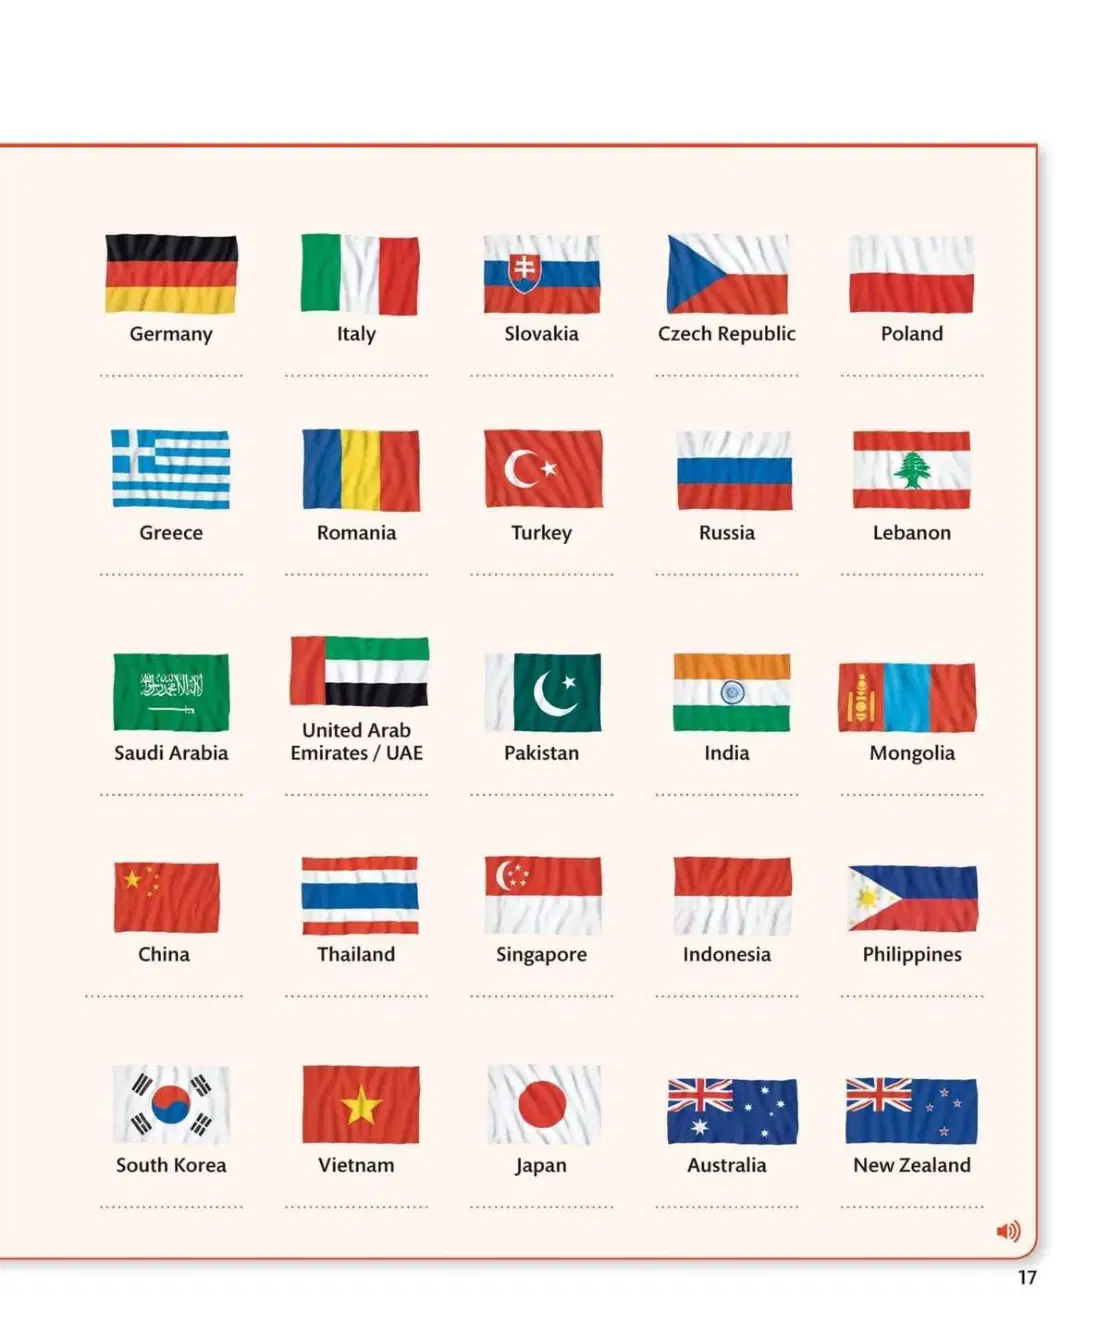 Germany
Italy
Slovakia
Czech Republic
Poland
Greece
Romania
Turkey
Russia
Lebanon
Saudi Arabia
United Arab
Emirates / UAE
Pakistan
India
Mongolia
China
Thailand
Singapore
Indonesia
Philippines
South Korea
Vietnam
Japan
Australia
New Zealand
17